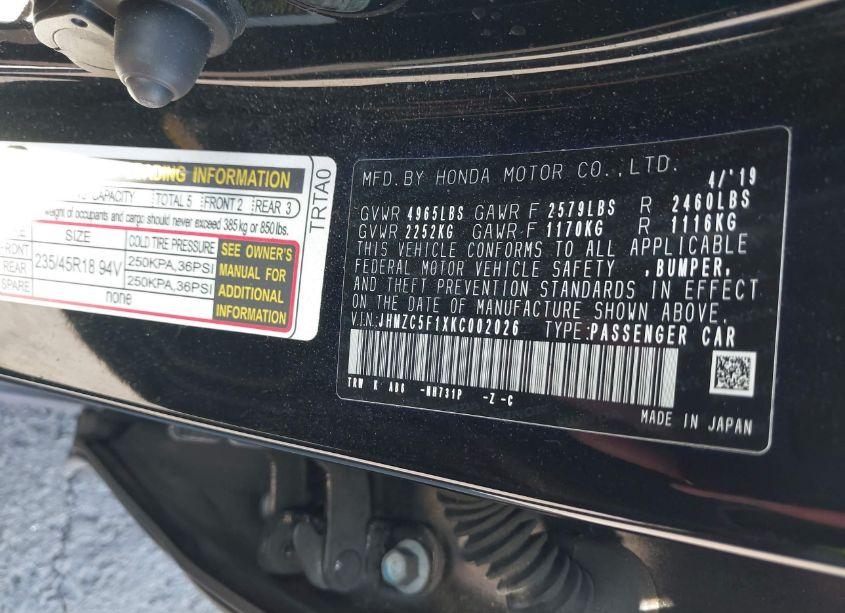 INFORMATION
CAPACITY TOTAL 5 FRONT 2 REAR 3
weight of occupants and cargo should never exceed 385 kg or 850 lbs.
SIZE COLD TIRE PRESSURE
FRONT 235/45R18 94V 250KPA,36PSI
REAR 250KPA,36PSI
SPARE none
SEE OWNER'S
MANUAL FOR
ADDITIONAL
INFORMATION
TRTA0
MFD.BY HONDA MOTOR CO.,LTD. 4/'19
GVWR 4965LBS GAWR F 2579LBS R 2460LBS
GVWR 2252KG GAWR F 1170KG R 1116KG
THIS VEHICLE CONFORMS TO ALL APPLICABLE
FEDERAL MOTOR VEHICLE SAFETY ,BUMPER,
AND THEFT PREVENTION STANDARDS IN EFFECT
ON THE DATE OF MANUFACTURE SHOWN ABOVE.
VIN:JHMZC5F1XKC002026 TYPE:PASSENGER CAR
TRW K AB6 -NH731P -Z -C
MADE IN JAPAN